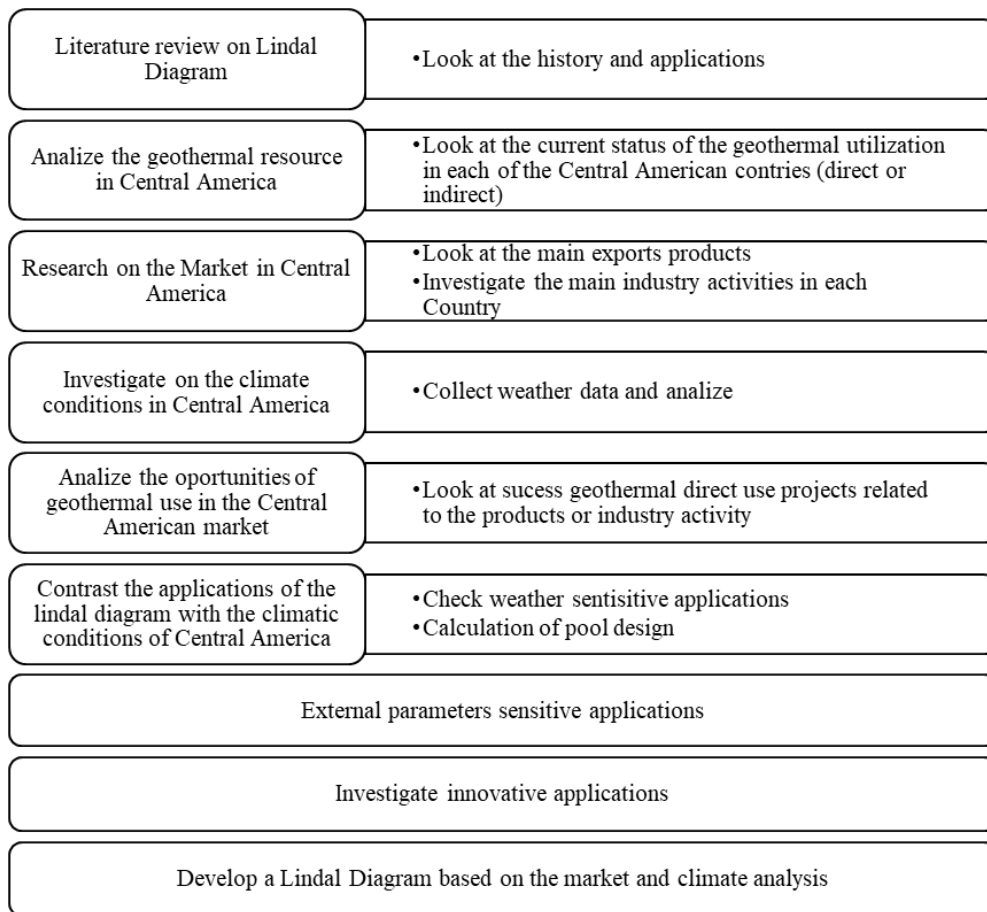 Literature review on Lindal
Diagram
•Look at the history and applications
Analize the geothermal resource
in Central America
•Look at the current status of the geothermal utilization
in each of the Central American contries (direct or
indirect)
Research on the Market in Central
America
•Look at the main exports products
•Investigate the main industry activities in each
Country
Investigate on the climate
conditions in Central America
•Collect weather data and analize
Analize the oportunities of
geothermal use in the Central
American market
•Look at sucess geothermal direct use projects related
to the products or industry activity
Contrast the applications of the
lindal diagram with the climatic
conditions of Central America
•Check weather sentisitive applications
•Calculation of pool design
External parameters sensitive applications
Investigate innovative applications
Develop a Lindal Diagram based on the market and climate analysis